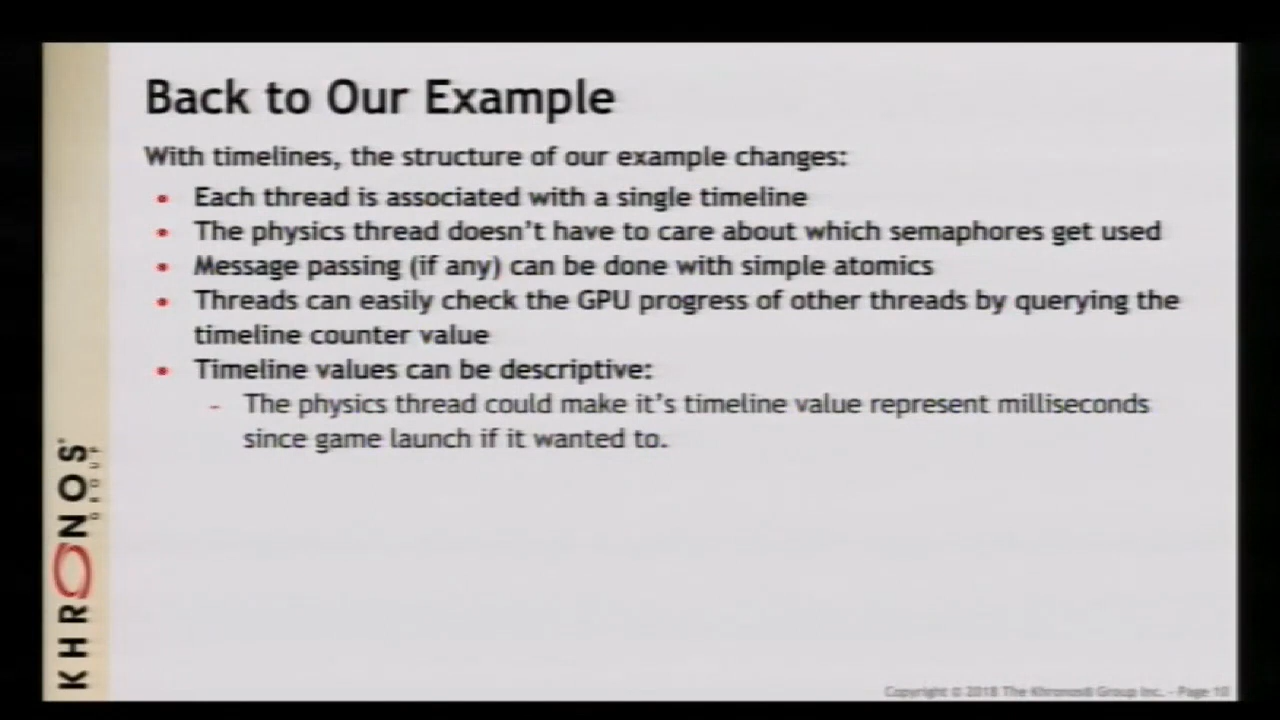 Back to Our Example
With timelines, the structure of our example changes:
• Each thread is associated with a single timeline
• The physics thread doesn't have to care about which semaphores get used
• Message passing (if any) can be done with simple atomics
• Threads can easily check the GPU progress of other threads by querying the
timeline counter value
• Timeline values can be descriptive:
- The physics thread could make it's timeline value represent milliseconds
since game launch if it wanted to.
KHRONOS
GROUP
Copyright © 2018 The Khronos® Group Inc. - Page 10